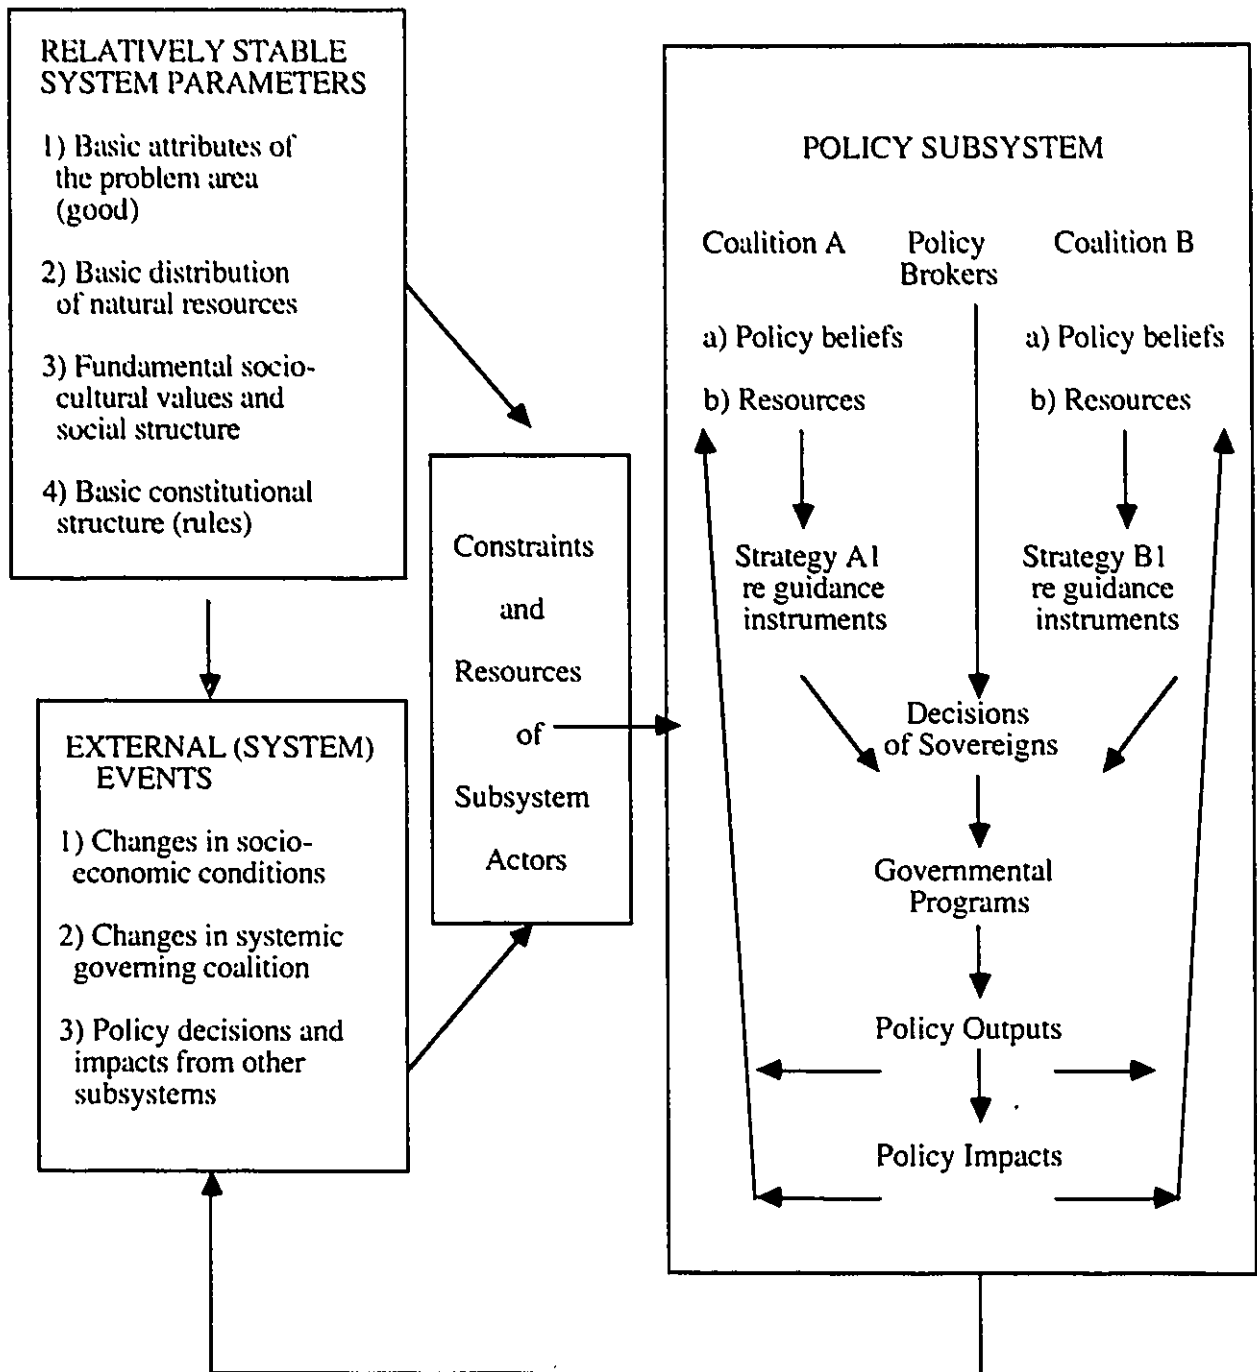 RELATIVELY STABLE
SYSTEM PARAMETERS
1) Basic attributes of
the problem area
(good)
2) Basic distribution
of natural resources
3) Fundamental socio-
cultural values and
social structure
4) Basic constitutional
structure (rules)
EXTERNAL (SYSTEM)
EVENTS
1) Changes in socio-
economic conditions
2) Changes in systemic
governing coalition
3) Policy decisions and
impacts from other
subsystems
Constraints
and
Resources
of
Subsystem
Actors
POLICY SUBSYSTEM
Coalition A
Policy
Brokers
Coalition B
a) Policy beliefs
b) Resources
a) Policy beliefs
b) Resources
Strategy A1
re guidance
instruments
Strategy B1
re guidance
instruments
Decisions
of Sovereigns
Governmental
Programs
Policy Outputs
Policy Impacts